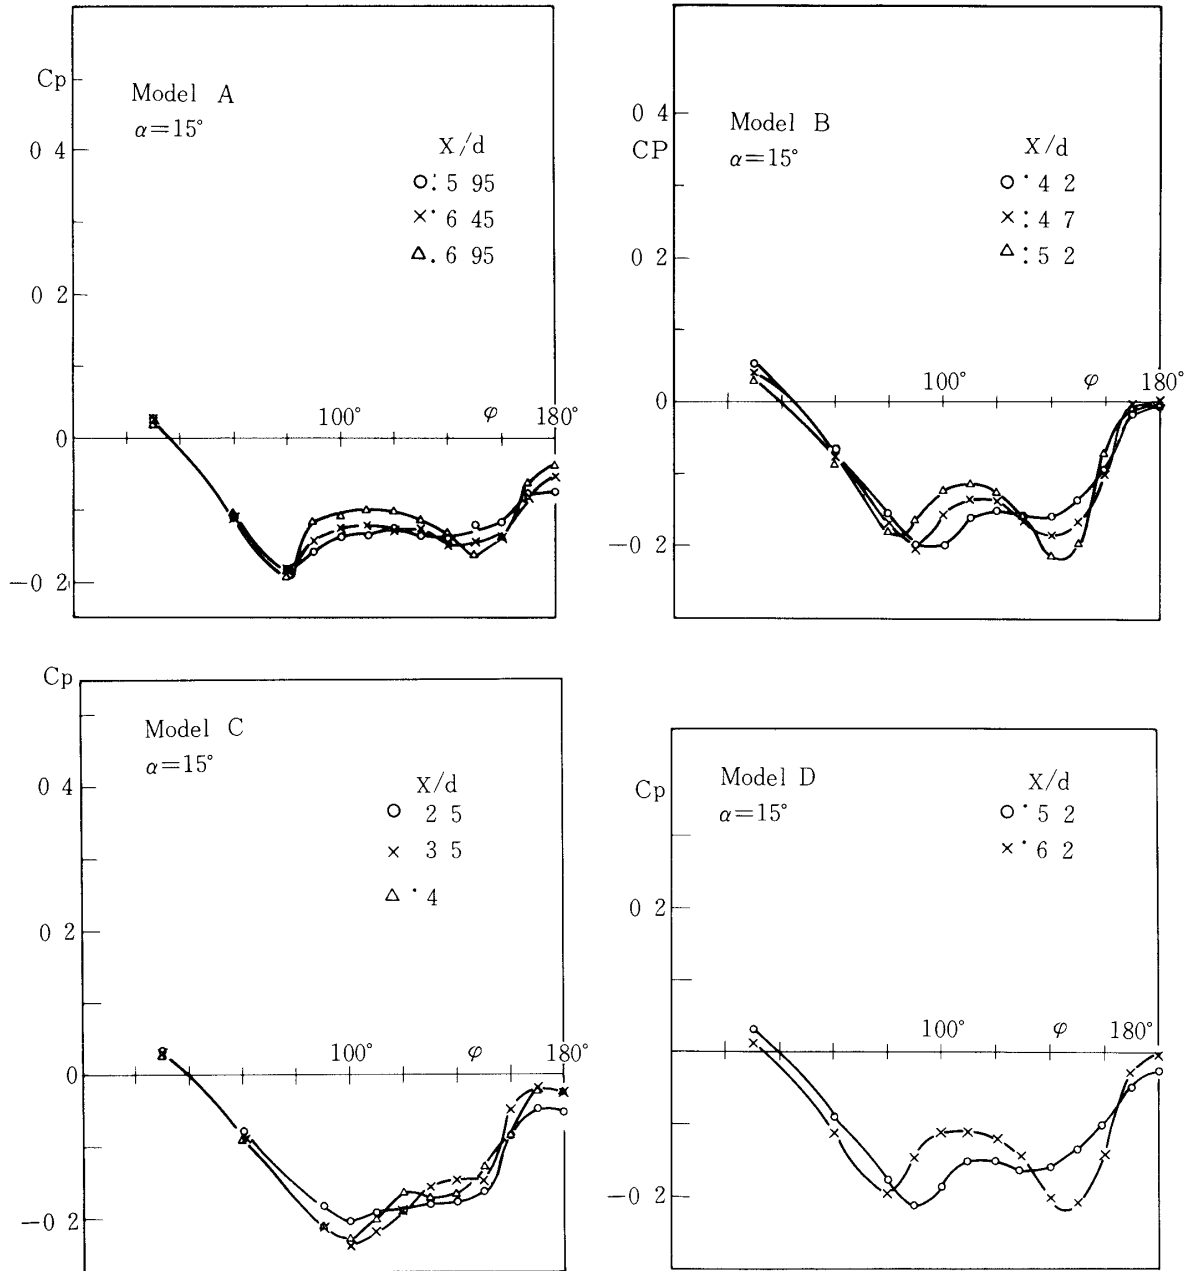 Cp
Model A
α=15°
X/d
0 4
: 5 95
· 6 45
. 6 95
0 2
100°
φ
180°
0
−0 2
0 4
CP
Model B
α=15°
X/d
· 4 2
: 4 7
: 5 2
0 2
100°
φ
180°
0
−0 2
Cp
Model C
α=15°
X/d
0 4
2 5
3 5
· 4
0 2
100°
φ
180°
0
−0 2
Cp
Model D
α=15°
X/d
· 5 2
· 6 2
0 2
100°
φ
180°
−0 2